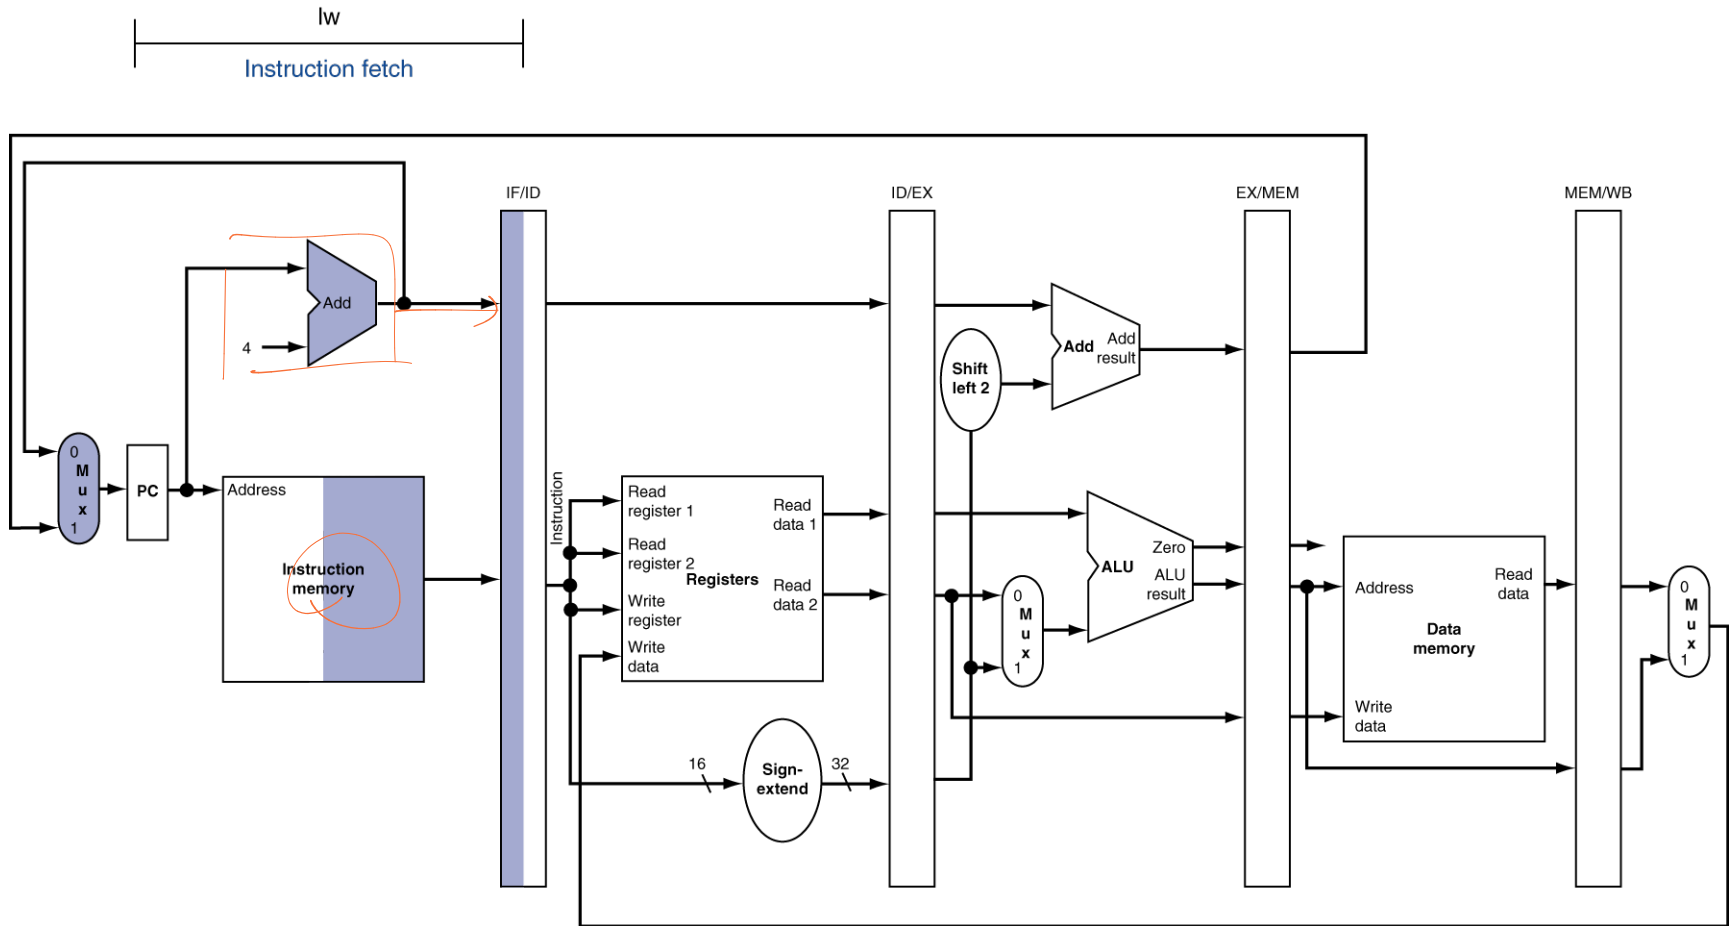 lw
Instruction fetch
IF/ID
ID/EX
EX/MEM
MEM/WB
Add
4
Add
Add
result
Shift
left 2
0
M
u
x
1
PC
Address
Instruction
memory
Instruction
Read
register 1
Read
register 2
Write
register
Write
data
Registers
Read
data 1
Read
data 2
16
Sign-
extend
32
0
M
u
x
1
Zero
ALU
ALU
result
Address
Read
data
Data
memory
Write
data
0
M
u
x
1